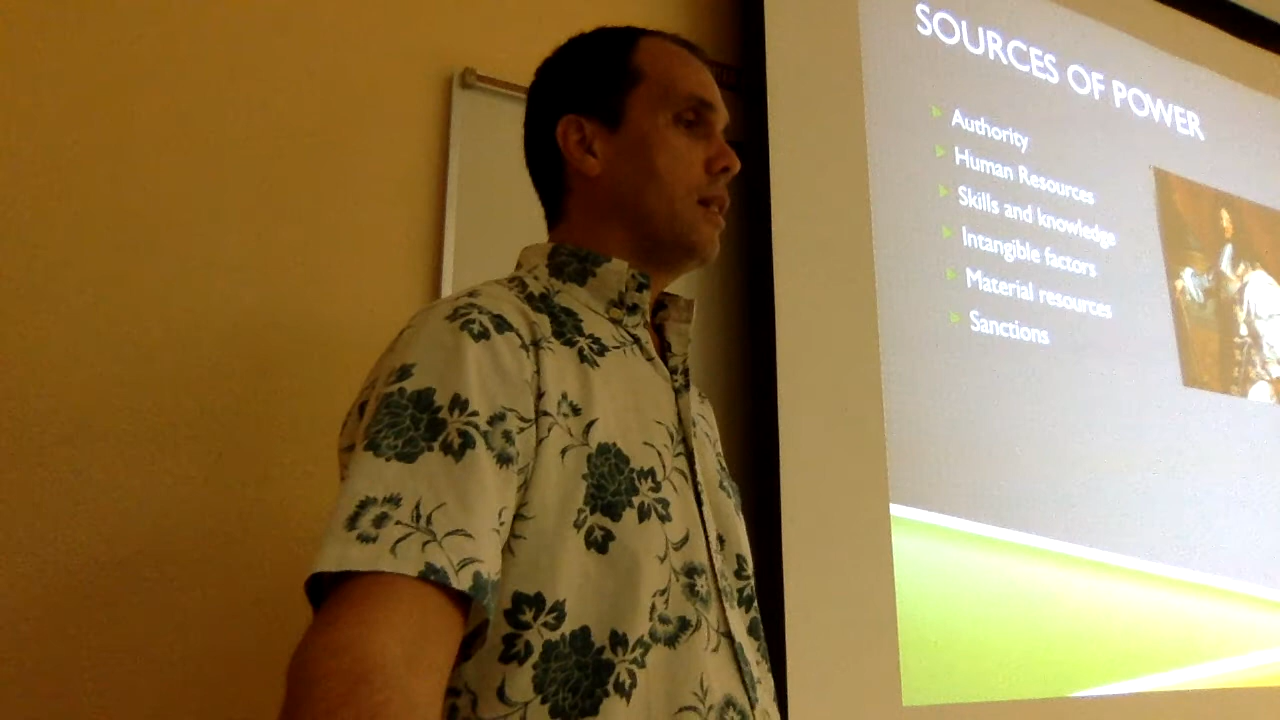 SOURCES OF POWER
Authority
Human Resources
Skills and knowledge
Intangible factors
Material resources
Sanctions